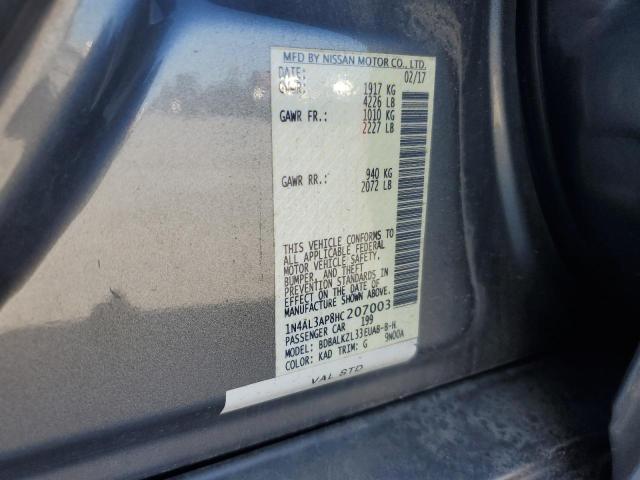 MFD BY NISSAN MOTOR CO., LTD.
DATE: 02/17
GVWR: 1917 KG
4226 LB
GAWR FR.: 1010 KG
2227 LB
GAWR RR.: 940 KG
2072 LB
THIS VEHICLE CONFORMS TO
ALL APPLICABLE FEDERAL
MOTOR VEHICLE SAFETY,
BUMPER, AND THEFT
PREVENTION STANDARDS IN
EFFECT ON THE DATE OF
MANUFACTURE SHOWN ABOVE.
1N4AL3AP8HC207003
PASSENGER CAR 199
MODEL: BDBALKZL33EUAB-B-H
COLOR: KAD TRIM: G 9N00A
VAL STD